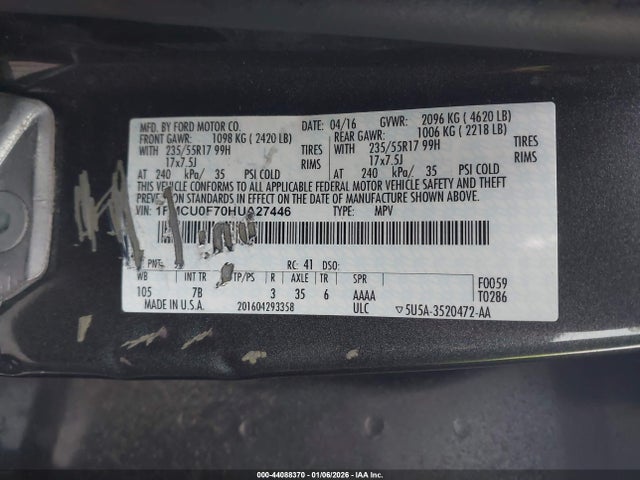 MFD. BY FORD MOTOR CO.
DATE: 04/16 GVWR: 2096 KG ( 4620 LB)
FRONT GAWR: 1098 KG ( 2420 LB) REAR GAWR: 1006 KG ( 2218 LB)
WITH 235/55R17 99H TIRES WITH 235/55R17 99H TIRES
17x7.5J RIMS 17x7.5J RIMS
AT 240 kPa/ 35 PSI COLD AT 240 kPa/ 35 PSI COLD
THIS VEHICLE CONFORMS TO ALL APPLICABLE FEDERAL MOTOR VEHICLE SAFETY, BUMPER,
PREVENTION STANDARDS IN EFFECT ON THE DATE OF MANUFACTURE SHOWN ABOVE.
VIN: TYPE: MPV
RC: 41 DSO:
WB INT TR TP/PS R AXLE TR SPR
105 7B 3 35 6 AAAA
F0059
T0286
MADE IN U.S.A. 201604293358 ULC 5U5A-3520472-AA
000-44088370 - 01/06/2026 - IAA Inc.